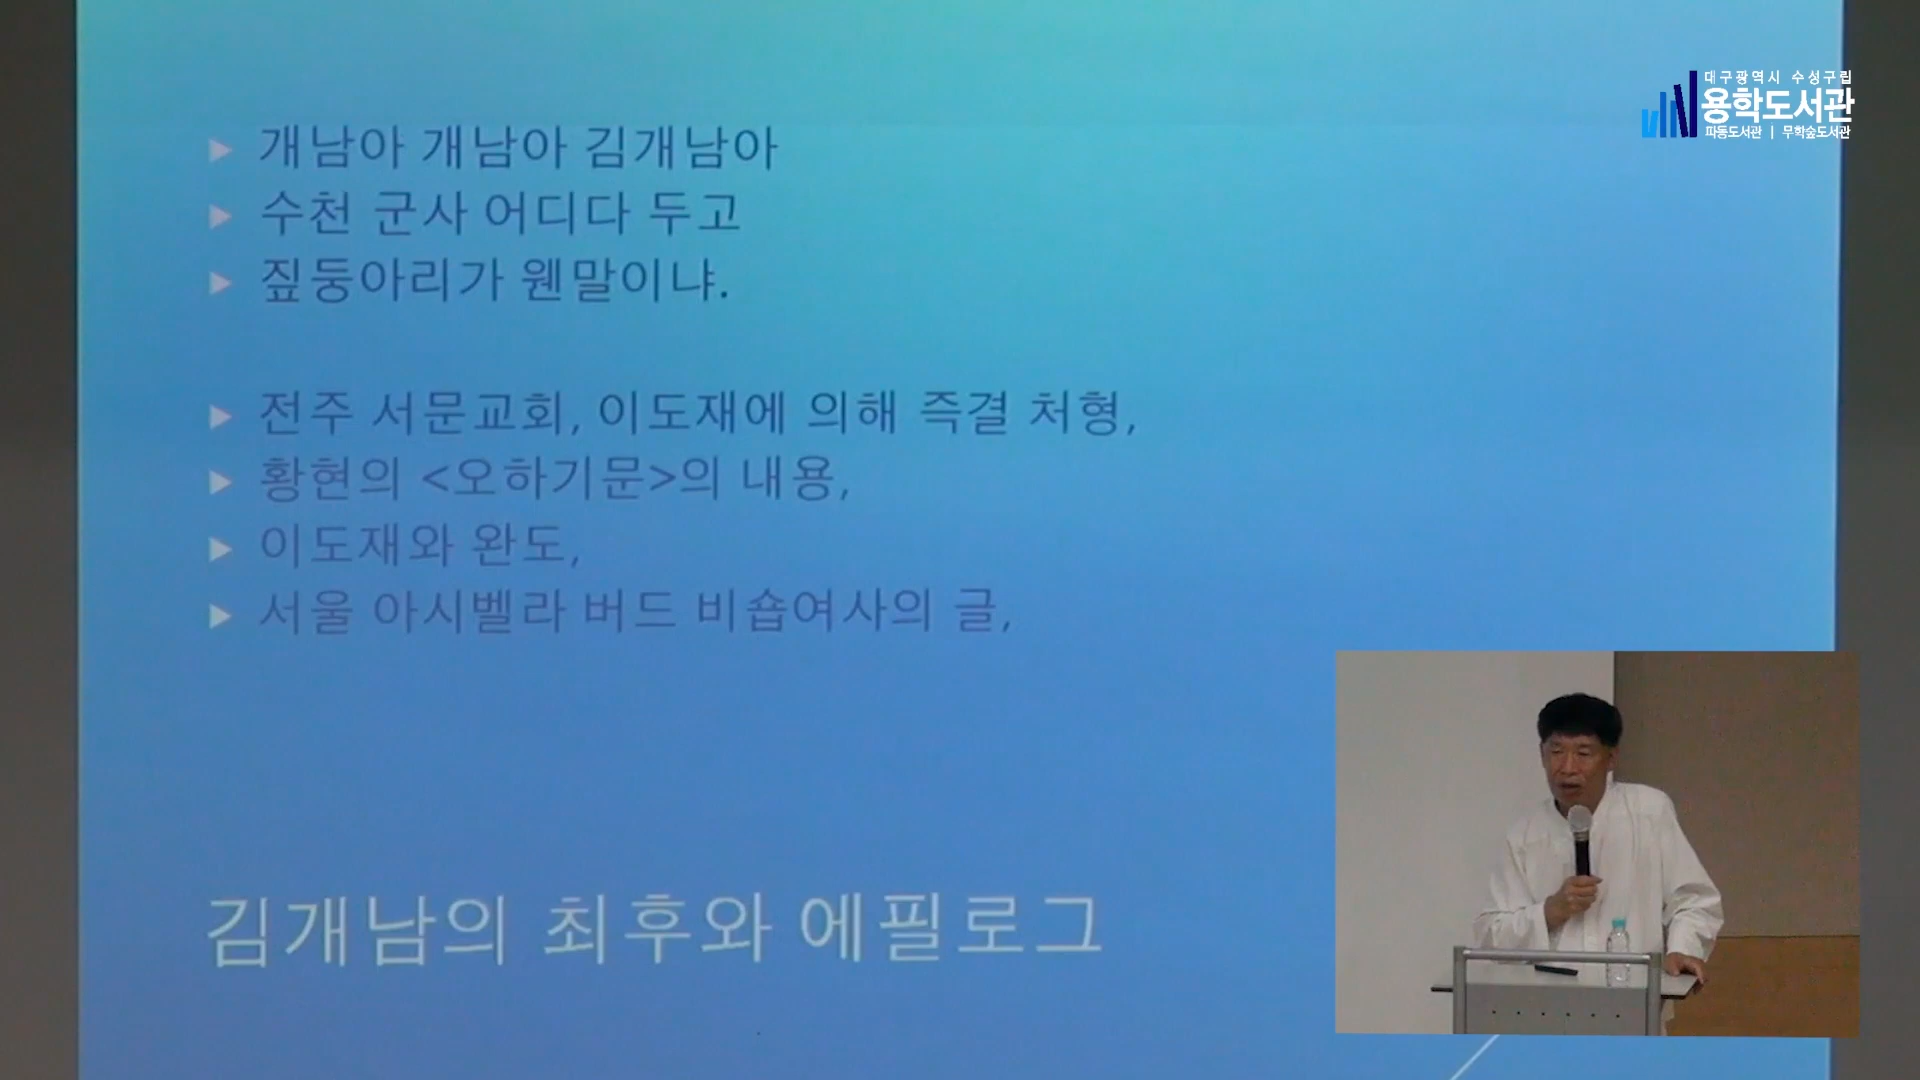 대구광역시 수성구립
용학도서관
파동도서관 | 무학숲도서관
개남아 개남아 김개남아
수천 군사 어디다 두고
짚둥아리가 웬말이냐.
전주 서문교회, 이도재에 의해 즉결 처형,
황현의 <오하기문>의 내용,
이도재와 완도,
서울 아시벨라 버드 비숍여사의 글,
김개남의 최후와 에필로그